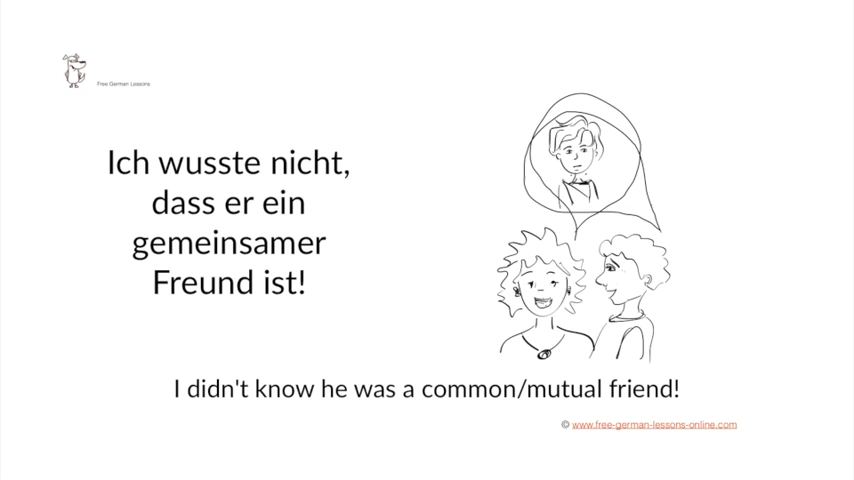 Free German Lessons
Ich wusste nicht,
dass er ein
gemeinsamer
Freund ist!
I didn't know he was a common/mutual friend!
© www.free-german-lessons-online.com